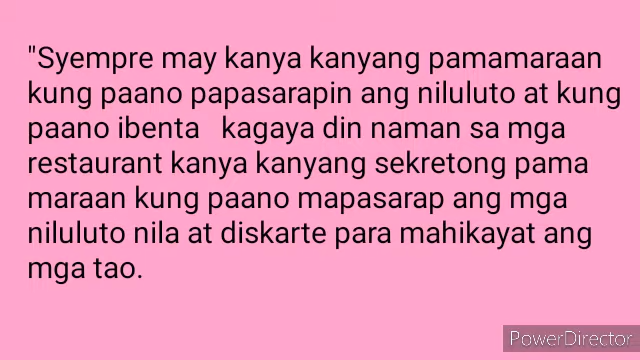 "Syempre may kanya kanyang pamamaraan
kung paano papasarapin ang niluluto at kung
paano ibenta   kagaya din naman sa mga
restaurant kanya kanyang sekretong pama
maraan kung paano mapasarap ang mga
niluluto nila at diskarte para mahikayat ang
mga tao.
PowerDirector